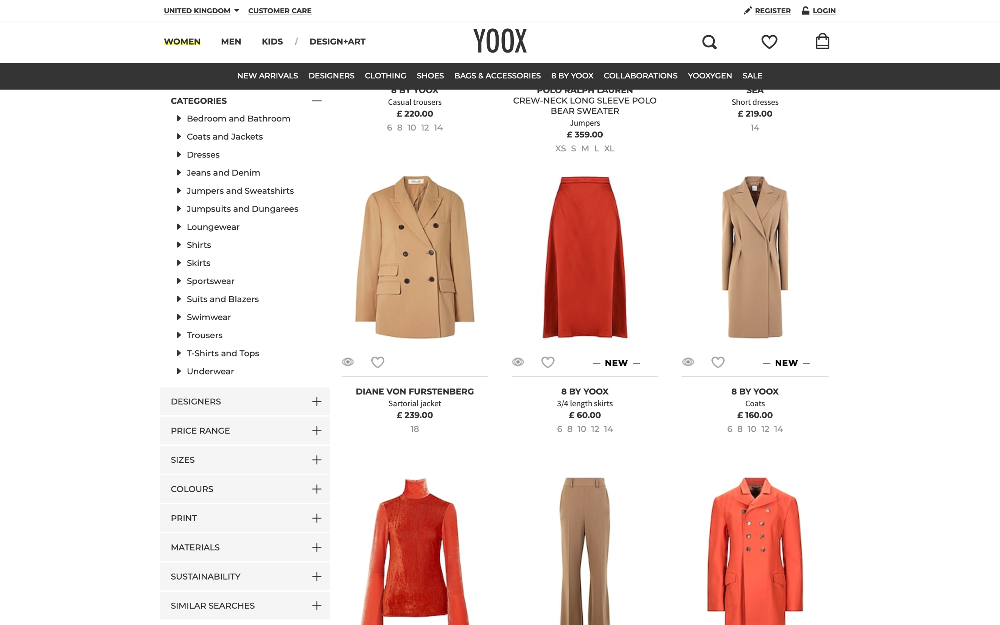 UNITED KINGDOM CUSTOMER CARE
REGISTER LOGIN
WOMEN MEN KIDS / DESIGN+ART
YOOX
NEW ARRIVALS DESIGNERS CLOTHING SHOES BAGS & ACCESSORIES 8 BY YOOX COLLABORATIONS YOOXYGEN SALE
CATEGORIES
Bedroom and Bathroom
Coats and Jackets
Dresses
Jeans and Denim
Jumpers and Sweatshirts
Jumpsuits and Dungarees
Loungewear
Shirts
Skirts
Sportswear
Suits and Blazers
Swimwear
Trousers
T-Shirts and Tops
Underwear
DESIGNERS
PRICE RANGE
SIZES
COLOURS
PRINT
MATERIALS
SUSTAINABILITY
SIMILAR SEARCHES
8 BY YOOX
Casual trousers
£ 220.00
6 8 10 12 14
POLO RALPH LAUREN
CREW-NECK LONG SLEEVE POLO
BEAR SWEATER
Jumpers
£ 359.00
XS S M L XL
SEA
Short dresses
£ 219.00
14
DIANE VON FURSTENBERG
Sartorial jacket
£ 239.00
18
NEW
8 BY YOOX
3/4 length skirts
£ 60.00
6 8 10 12 14
NEW
8 BY YOOX
Coats
£ 160.00
6 8 10 12 14